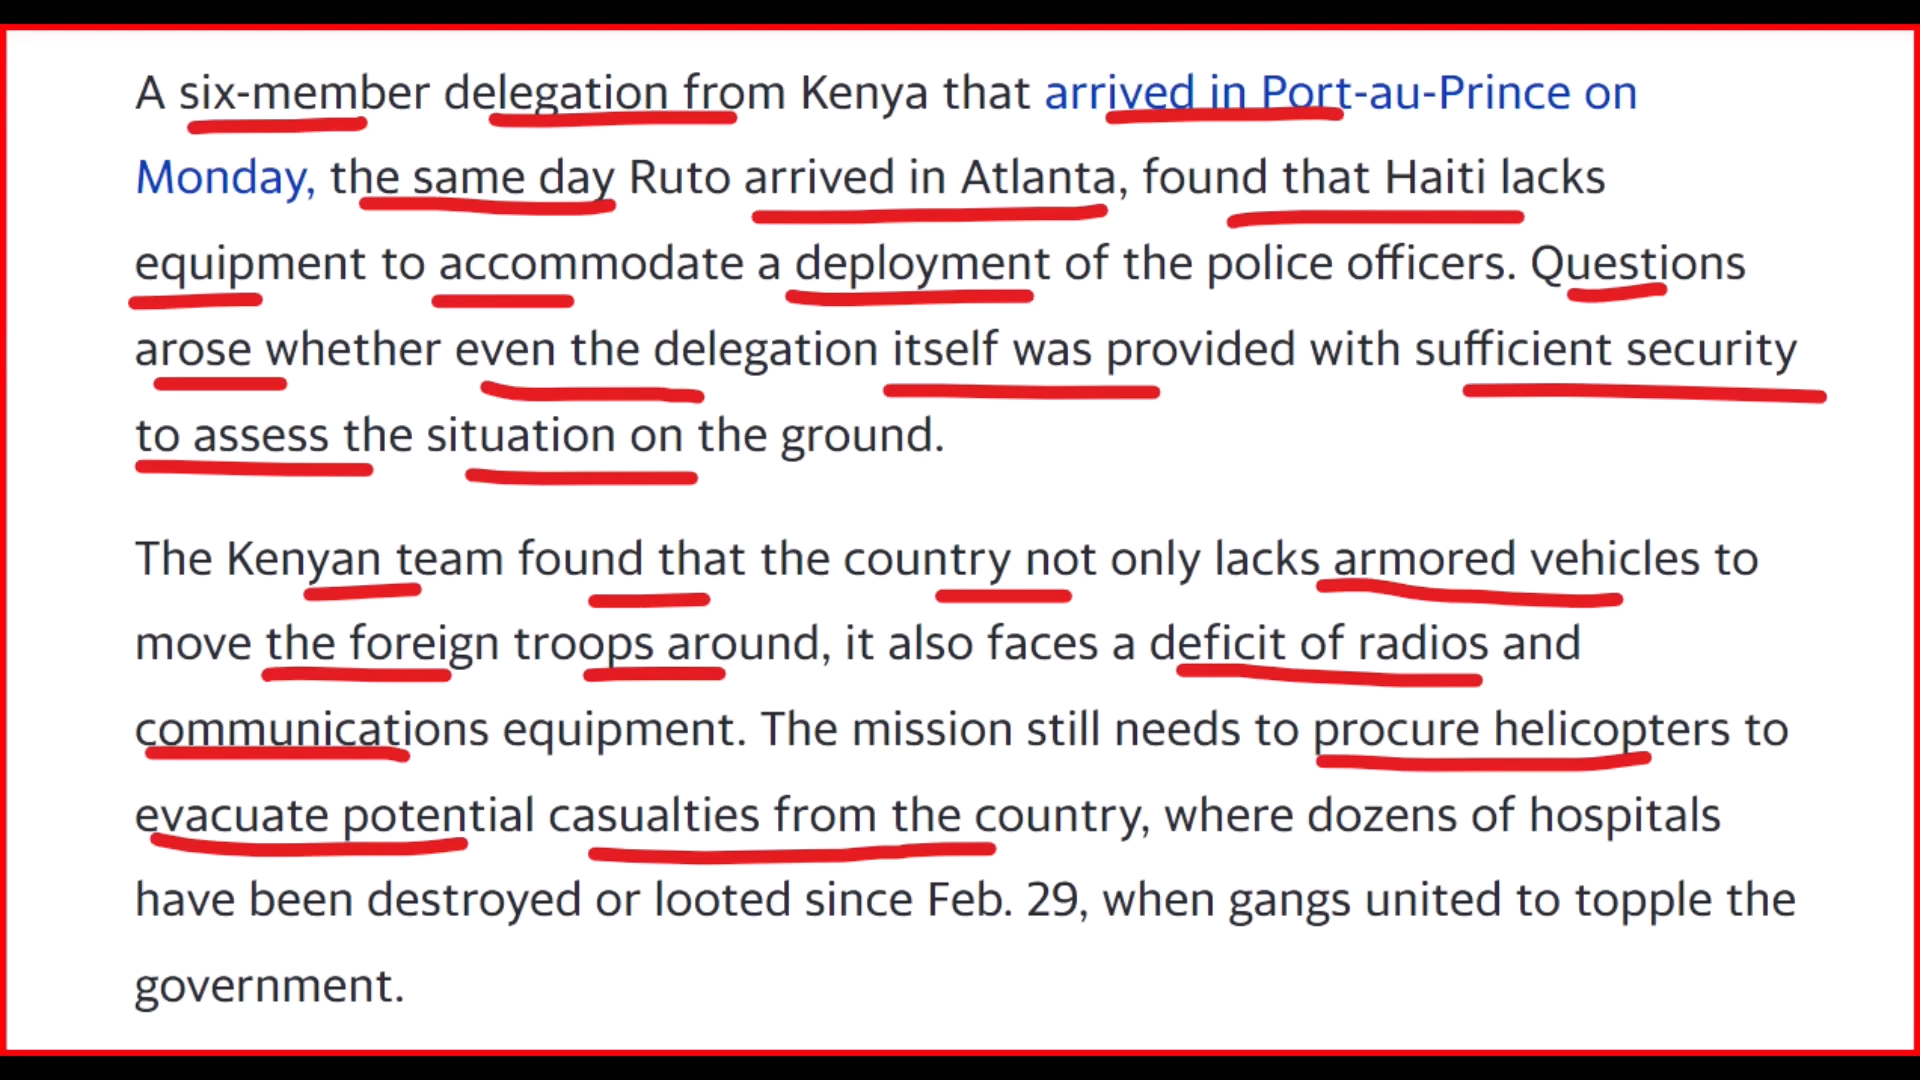 A six-member delegation from Kenya that arrived in Port-au-Prince on
Monday, the same day Ruto arrived in Atlanta, found that Haiti lacks
equipment to accommodate a deployment of the police officers. Questions
arose whether even the delegation itself was provided with sufficient security
to assess the situation on the ground.
The Kenyan team found that the country not only lacks armored vehicles to
move the foreign troops around, it also faces a deficit of radios and
communications equipment. The mission still needs to procure helicopters to
evacuate potential casualties from the country, where dozens of hospitals
have been destroyed or looted since Feb. 29, when gangs united to topple the
government.